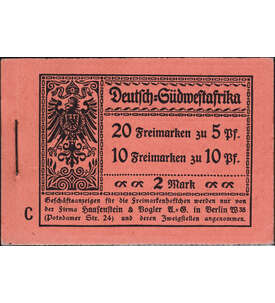 Deutsch=Südwestafrika
20 Freimarken zu 5 Pf.
10 Freimarken zu 10 Pf.
2 Mark
Geschäftsanzeigen für die Freimarkenheftchen werden nur von
der Firma Haasenstein & Vogler A.=G. in Berlin W 35
(Potsdamer Str. 24) und deren Zweigstellen angenommen.
C